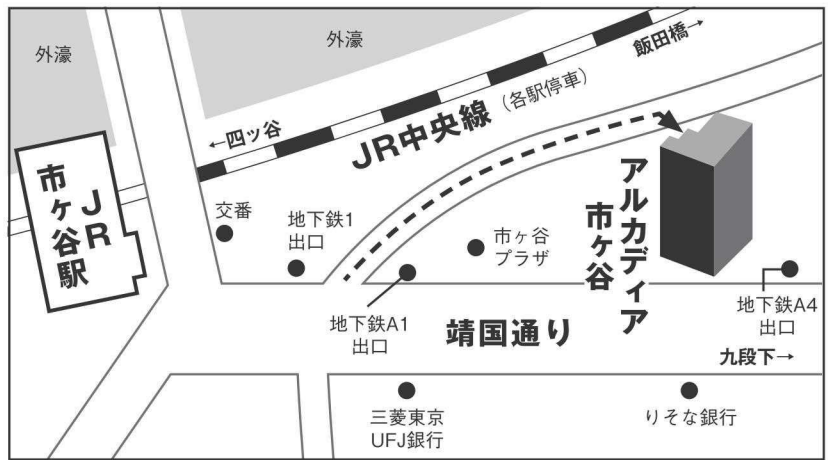 外濠
外濠
飯田橋→
←四ッ谷
JR中央線（各駅停車）
JR
市ヶ谷駅
交番
地下鉄1
出口
市ヶ谷
プラザ
アルカディア
市ヶ谷
地下鉄A1
出口
靖国通り
地下鉄A4
出口
九段下→
三菱東京
UFJ銀行
りそな銀行